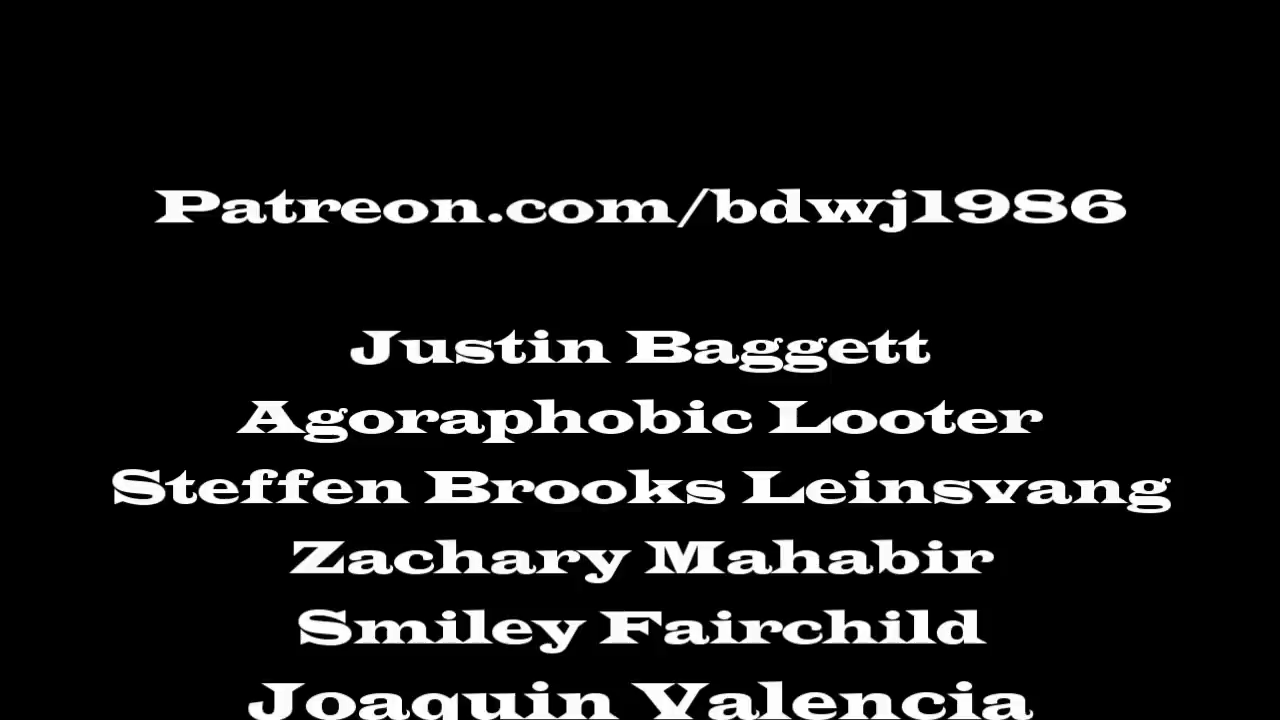 Patreon.com/bdwj1986
Justin Baggett
Agoraphobic Looter
Steffen Brooks Leinsvang
Zachary Mahabir
Smiley Fairchild
Joaquin Valencia